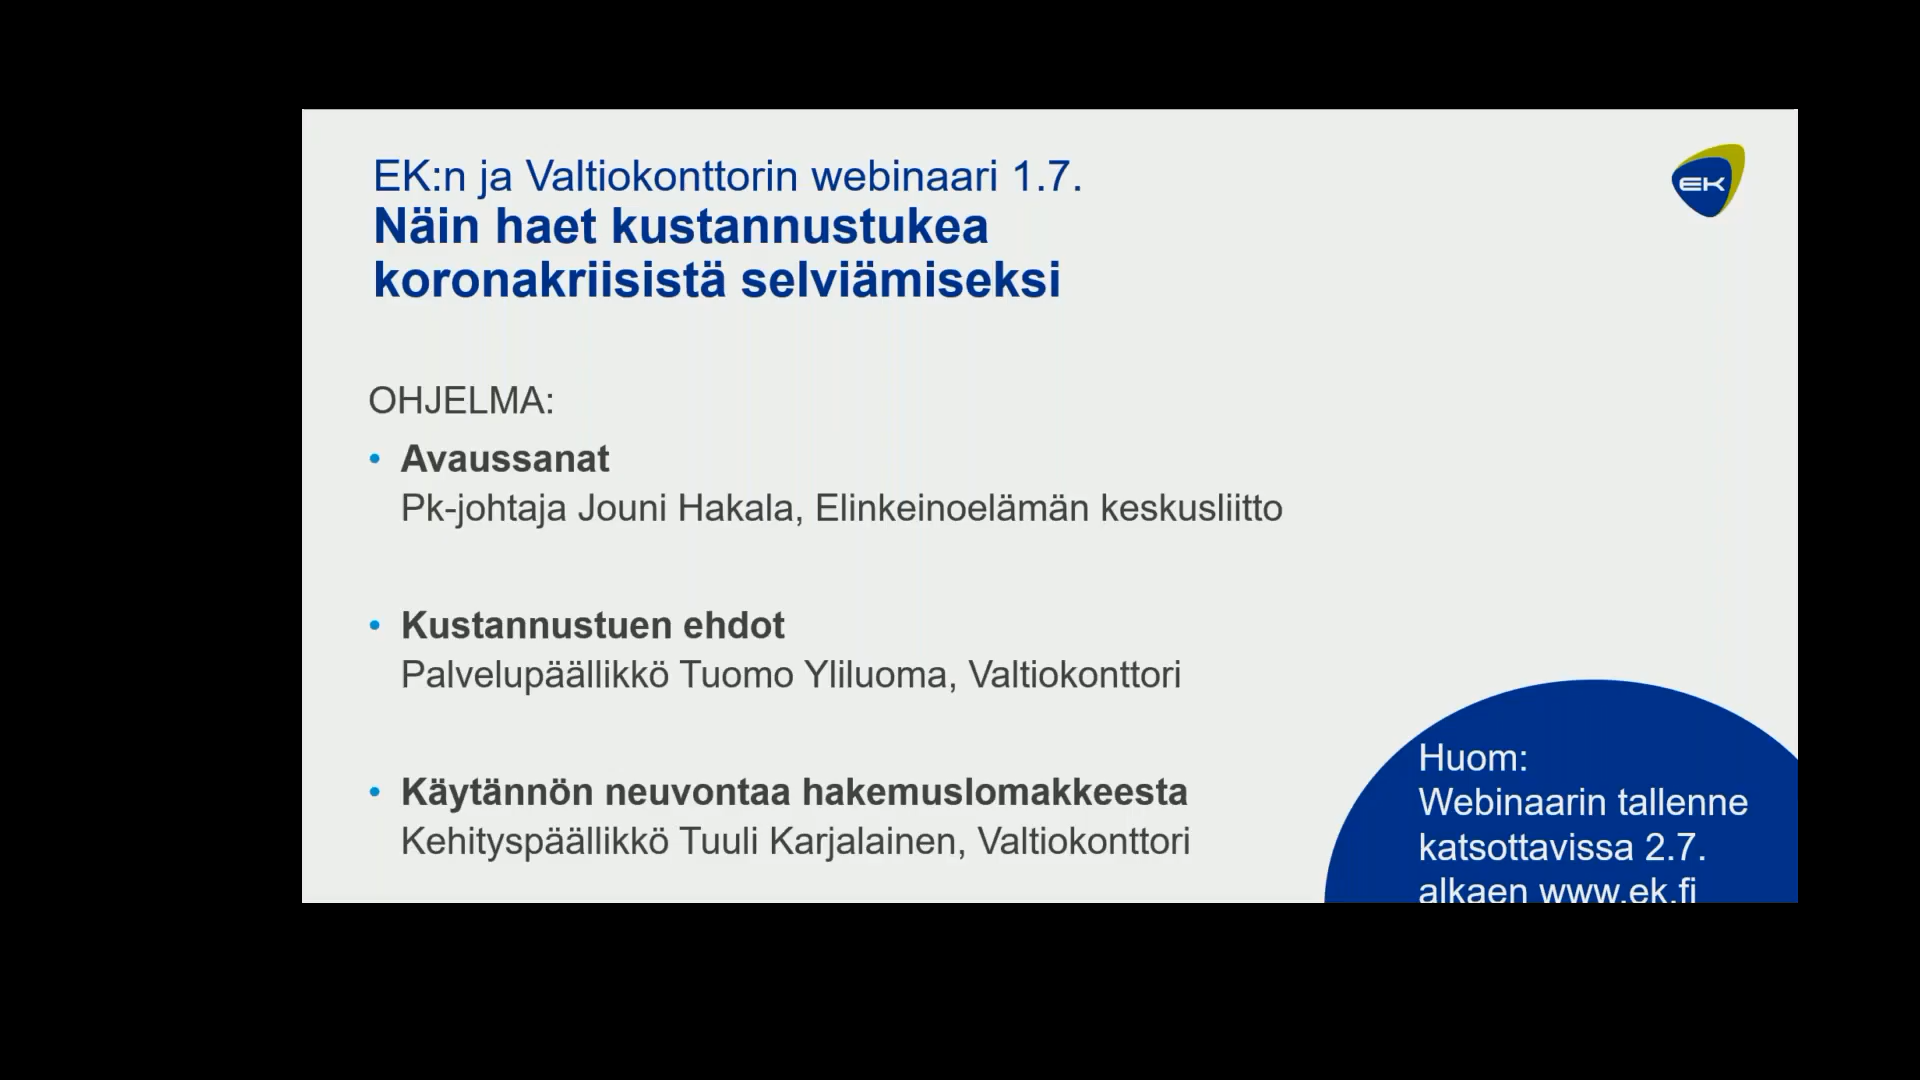 EK:n ja Valtiokonttorin webinaari 1.7.
Näin haet kustannustukea
koronakriisistä selviämiseksi
EK
OHJELMA:
• Avaussanat
Pk-johtaja Jouni Hakala, Elinkeinoelämän keskusliitto
• Kustannustuen ehdot
Palvelupäällikkö Tuomo Yliluoma, Valtiokonttori
• Käytännön neuvontaa hakemuslomakkeesta
Kehityspäällikkö Tuuli Karjalainen, Valtiokonttori
Huom:
Webinaarin tallenne
katsottavissa 2.7.
alkaen www.ek.fi